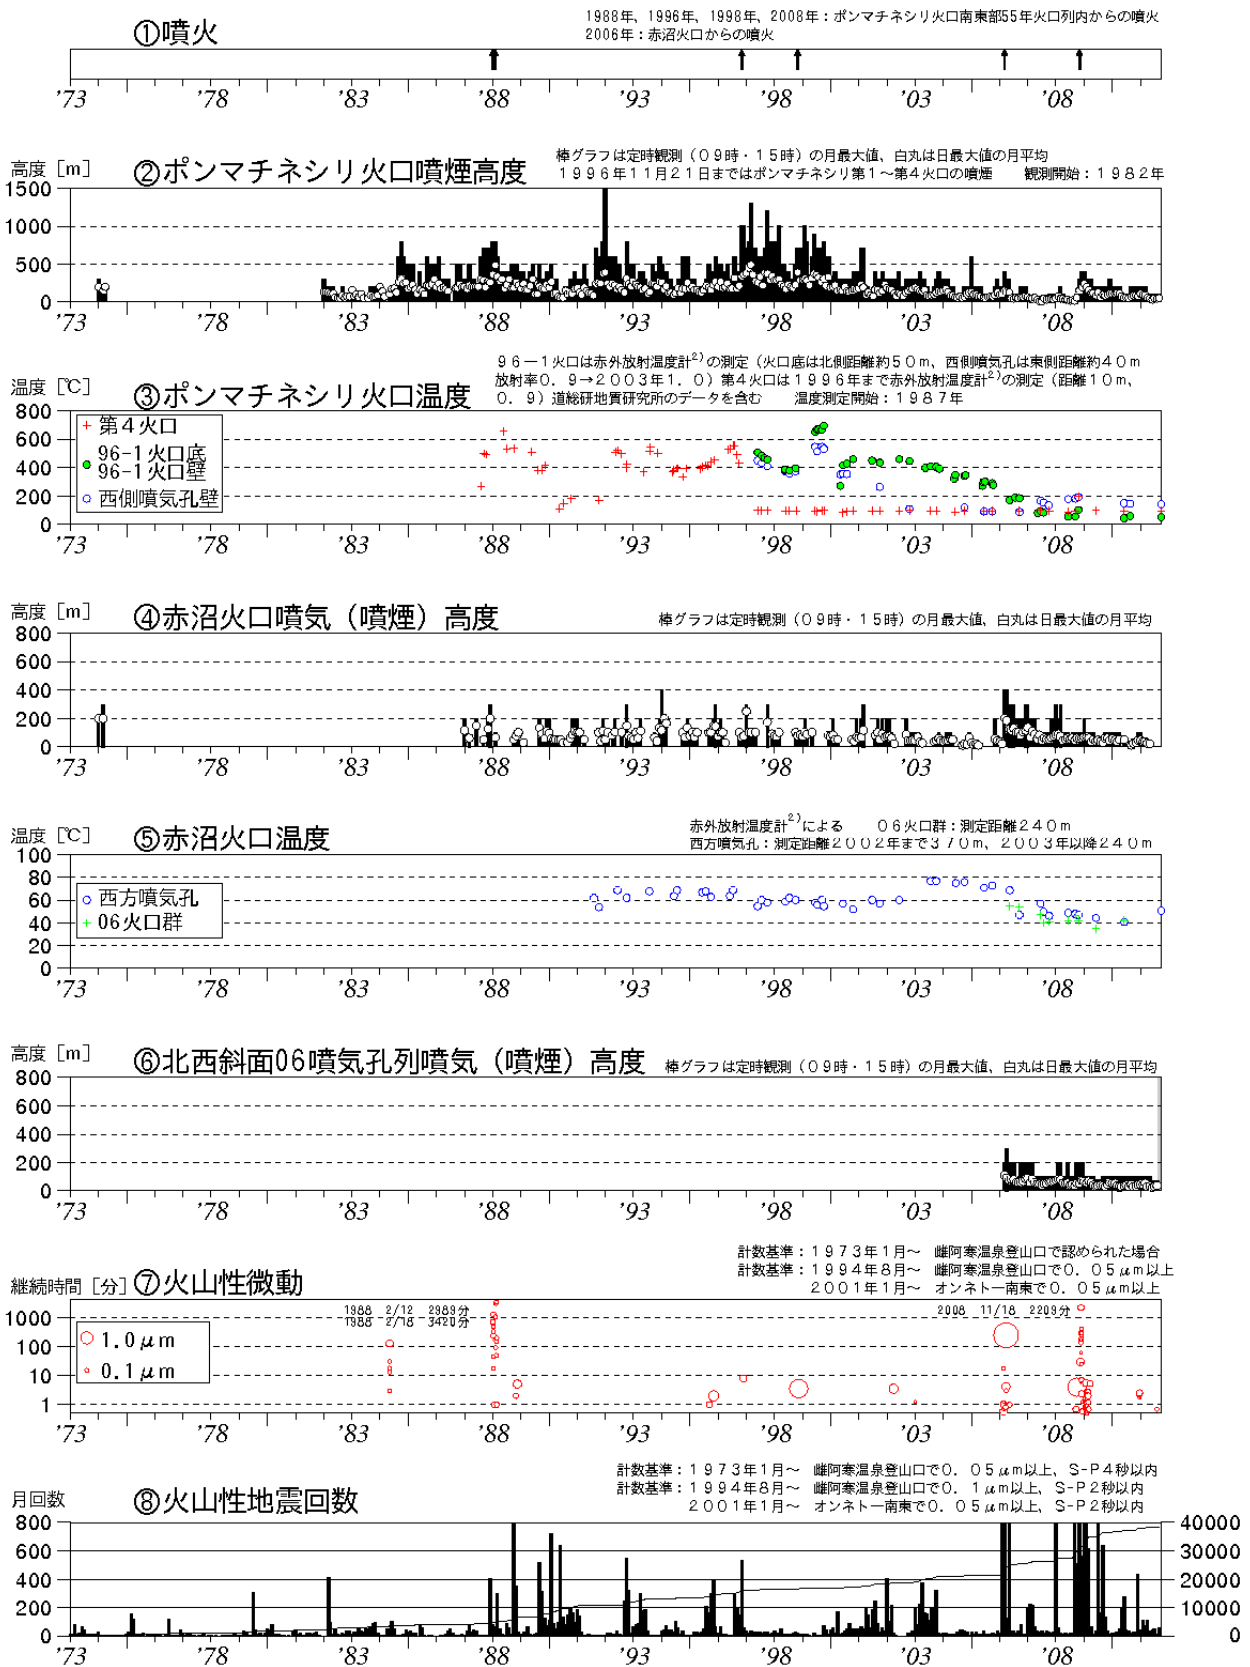 ①噴火
1988年、1996年、1998年、2008年：ポンマチネシリ火口南東部55年火口列内からの噴火
2006年：赤沼火口からの噴火
'73 '78 '83 '88 '93 '98 '03 '08
高度［m］
②ポンマチネシリ火口噴煙高度
棒グラフは定時観測（０９時・１５時）の月最大値、白丸は日最大値の月平均
１９９６年１１月２１日まではポンマチネシリ第１～第４火口の噴煙　観測開始：１９８２年
1500
1000
500
0
'73 '78 '83 '88 '93 '98 '03 '08
温度［℃］
③ポンマチネシリ火口温度
９６－１火口は赤外放射温度計2)の測定（火口底は北側距離約５０m、西側噴気孔は東側距離約４０m
放射率０．９→２００３年１．０）第４火口は１９９６年まで赤外放射温度計2)の測定（距離１０m、
０．９）道総研地質研究所のデータを含む　温度測定開始：１９８７年
800
600
400
200
0
第４火口
96-1火口底
96-1火口壁
西側噴気孔壁
'73 '78 '83 '88 '93 '98 '03 '08
高度［m］
④赤沼火口噴気（噴煙）高度
棒グラフは定時観測（０９時・１５時）の月最大値、白丸は日最大値の月平均
800
600
400
200
0
'73 '78 '83 '88 '93 '98 '03 '08
温度［℃］
⑤赤沼火口温度
赤外放射温度計2)による　０６火口群：測定距離２４０m
西方噴気孔：測定距離２００２年まで３７０m、２００３年以降２４０m
100
80
60
40
20
0
西方噴気孔
06火口群
'73 '78 '83 '88 '93 '98 '03 '08
高度［m］
⑥北西斜面06噴気孔列噴気（噴煙）高度
棒グラフは定時観測（０９時・１５時）の月最大値、白丸は日最大値の月平均
800
600
400
200
0
'73 '78 '83 '88 '93 '98 '03 '08
計数基準：１９７３年１月～　雌阿寒温泉登山口で認められた場合
計数基準：１９９４年８月～　雌阿寒温泉登山口で０．０５μm以上
２００１年１月～　オンネトー南東で０．０５μm以上
継続時間［分］
⑦火山性微動
1000
100
10
1
1.0μm
0.1μm
1988 2/12 2989分
1988 2/18 3420分
2008 11/18 2209分
'73 '78 '83 '88 '93 '98 '03 '08
計数基準：１９７３年１月～　雌阿寒温泉登山口で０．０５μm以上、S-P４秒以内
計数基準：１９９４年８月～　雌阿寒温泉登山口で０．１μm以上、S-P２秒以内
２００１年１月～　オンネトー南東で０．０５μm以上、S-P２秒以内
月回数
⑧火山性地震回数
800
600
400
200
0
40000
30000
20000
10000
0
'73 '78 '83 '88 '93 '98 '03 '08